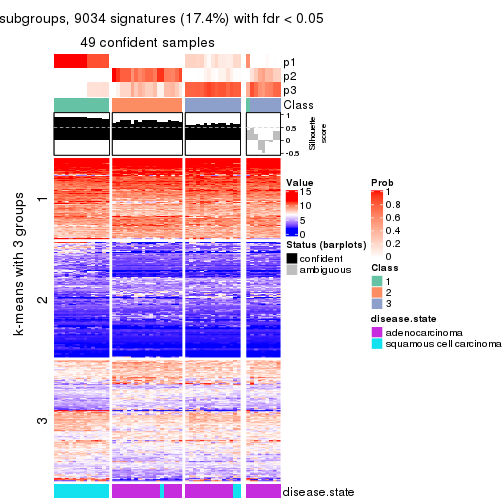 subgroups, 9034 signatures (17.4%) with fdr < 0.05
49 confident samples
p1
p2
p3
Class
1
0.5
0
-0.5
Silhouette
score
k-means with 3 groups
1
2
3
Value
15
10
5
0
Status (barplots)
confident
ambiguous
Prob
1
0.8
0.6
0.4
0.2
0
Class
1
2
3
disease.state
adenocarcinoma
squamous cell carcinoma
disease.state